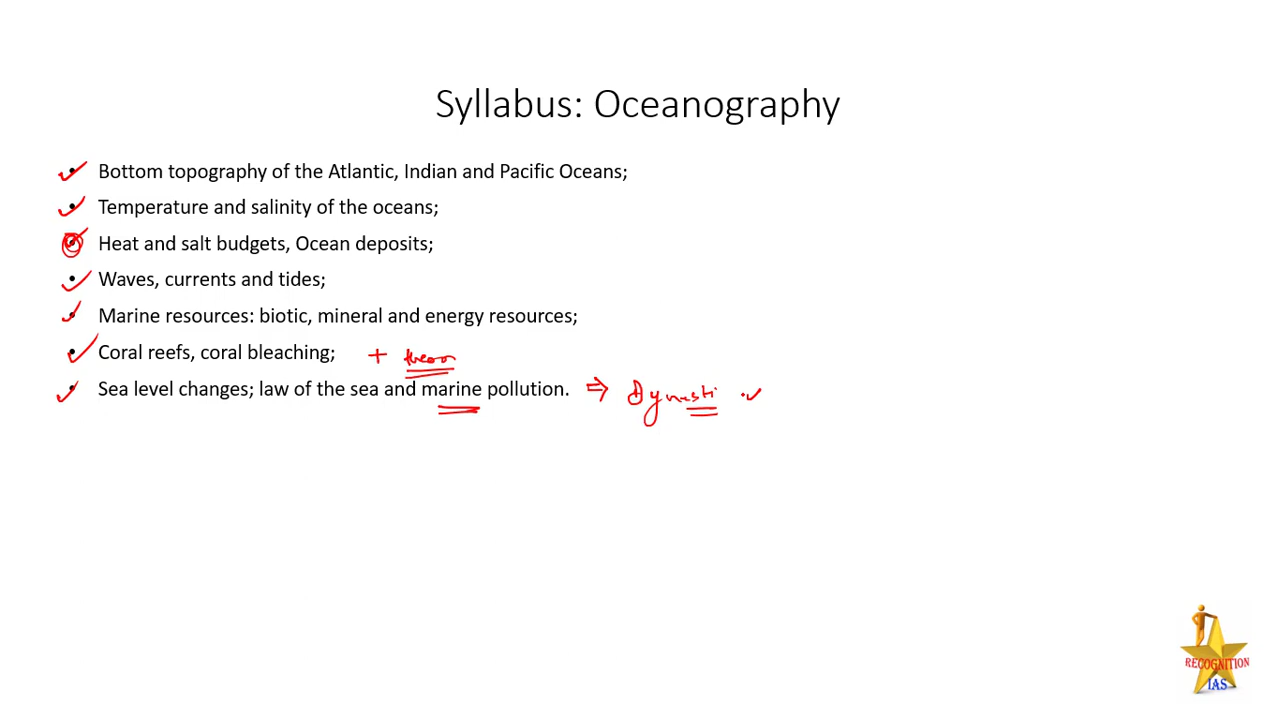 Syllabus: Oceanography
• Bottom topography of the Atlantic, Indian and Pacific Oceans;
• Temperature and salinity of the oceans;
• Heat and salt budgets, Ocean deposits;
• Waves, currents and tides;
• Marine resources: biotic, mineral and energy resources;
• Coral reefs, coral bleaching; +
• Sea level changes; law of the sea and marine pollution. ⇒
RECOGNITION
IAS